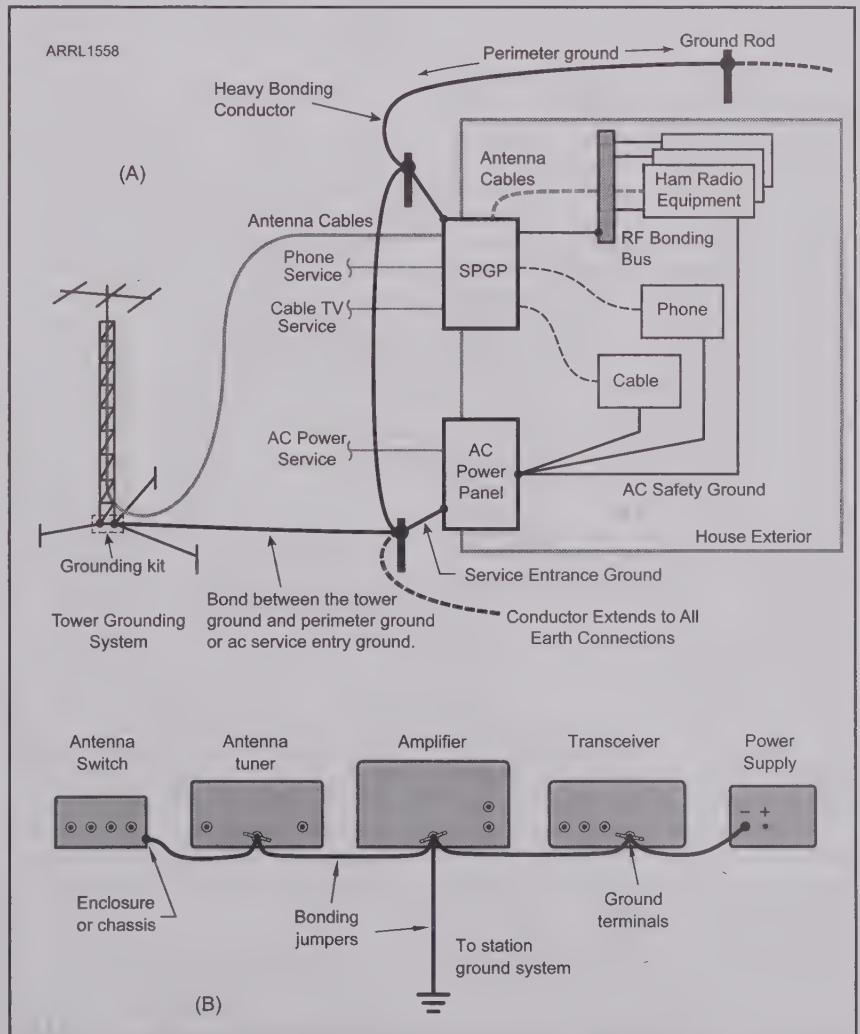 ARRL1558
Perimeter ground
Ground Rod
Heavy Bonding
Conductor
(A)
Antenna
Cables
Ham Radio
Equipment
Antenna Cables
RF Bonding
Bus
Phone
Service
SPGP
Cable TV
Service
Phone
Cable
AC Power
Service
AC
Power
Panel
AC Safety Ground
House Exterior
Grounding kit
Service Entrance Ground
Tower Grounding
System
Bond between the tower
ground and perimeter ground
or ac service entry ground.
Conductor Extends to All
Earth Connections
Antenna
Switch
Antenna
tuner
Amplifier
Transceiver
Power
Supply
− +
Enclosure
or chassis
Bonding
jumpers
Ground
terminals
To station
ground system
(B)